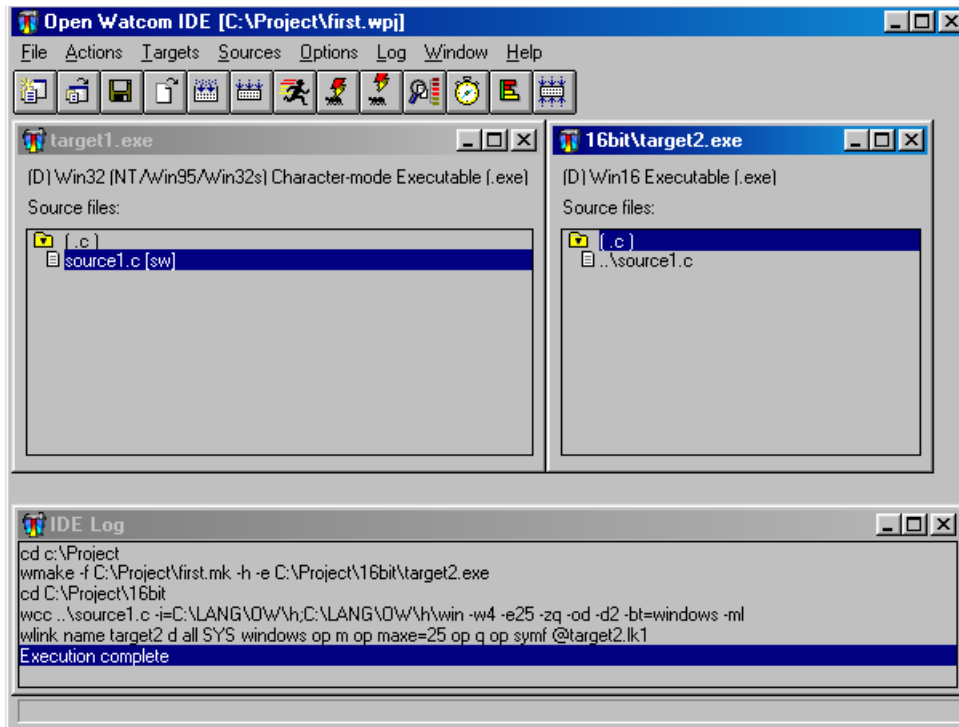 Open Watcom IDE [C:\Project\first.wpj]
File Actions Targets Sources Options Log Window Help
target1.exe
(D) Win32 (NT/Win95/Win32s) Character-mode Executable (.exe)
Source files:
( .c )
source1.c [sw]
16bit\target2.exe
(D) Win16 Executable (.exe)
Source files:
( .c )
..\source1.c
IDE Log
cd c:\Project
wmake -f C:\Project\first.mk -h -e C:\Project\16bit\target2.exe
cd C:\Project\16bit
wcc ..\source1.c -i=C:\LANG\OW\h;C:\LANG\OW\h\win -w4 -e25 -zq -od -d2 -bt=windows -ml
wlink name target2 d all SYS windows op m op maxe=25 op q op symf @target2.lk1
Execution complete